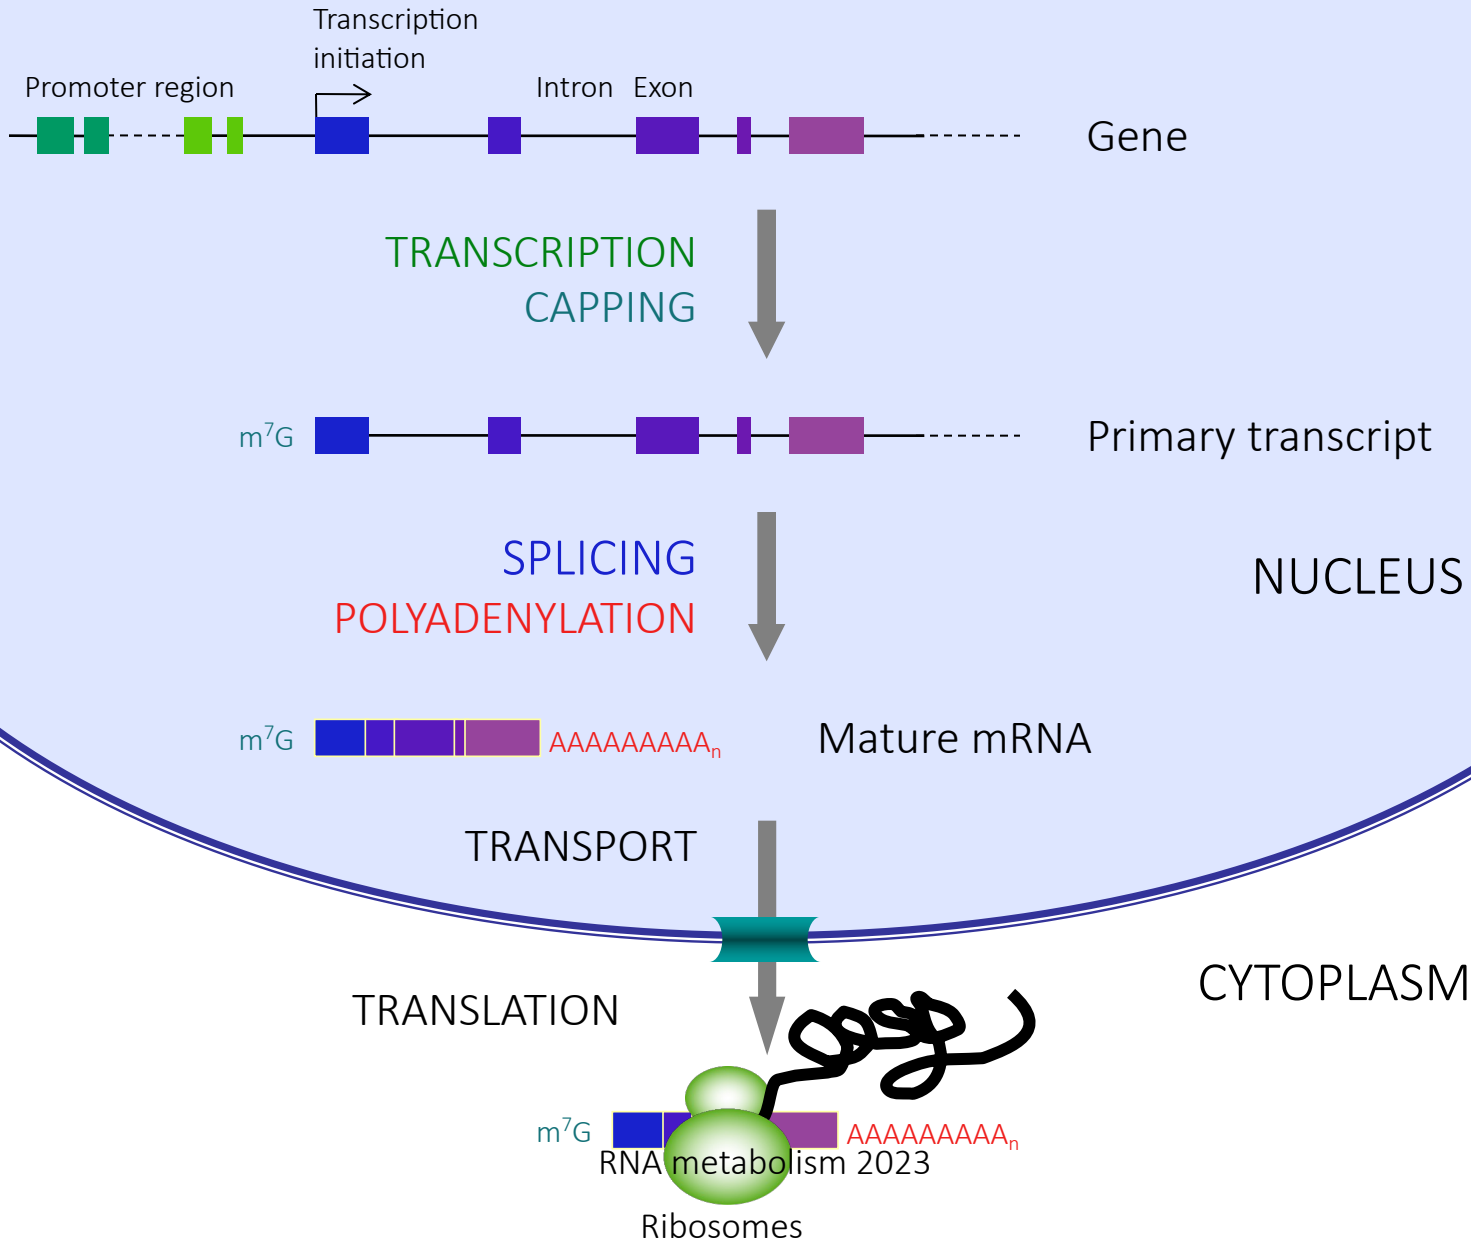 Transcription
initiation
Promoter region
Intron Exon
Gene
TRANSCRIPTION
CAPPING
m⁷G
Primary transcript
SPLICING
NUCLEUS
POLYADENYLATION
m⁷G
AAAAAAAAAₙ
Mature mRNA
TRANSPORT
CYTOPLASM
TRANSLATION
m⁷G
AAAAAAAAAₙ
RNA metabolism 2023
Ribosomes